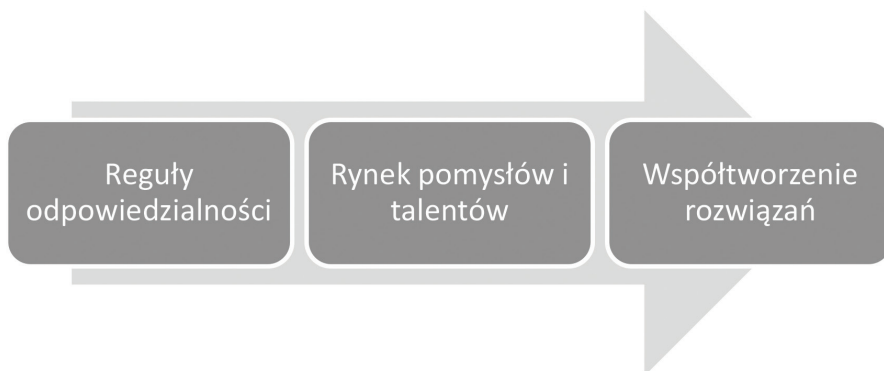 Reguły
odpowiedzialności
Rynek pomysłów i
talentów
Współtworzenie
rozwiązań